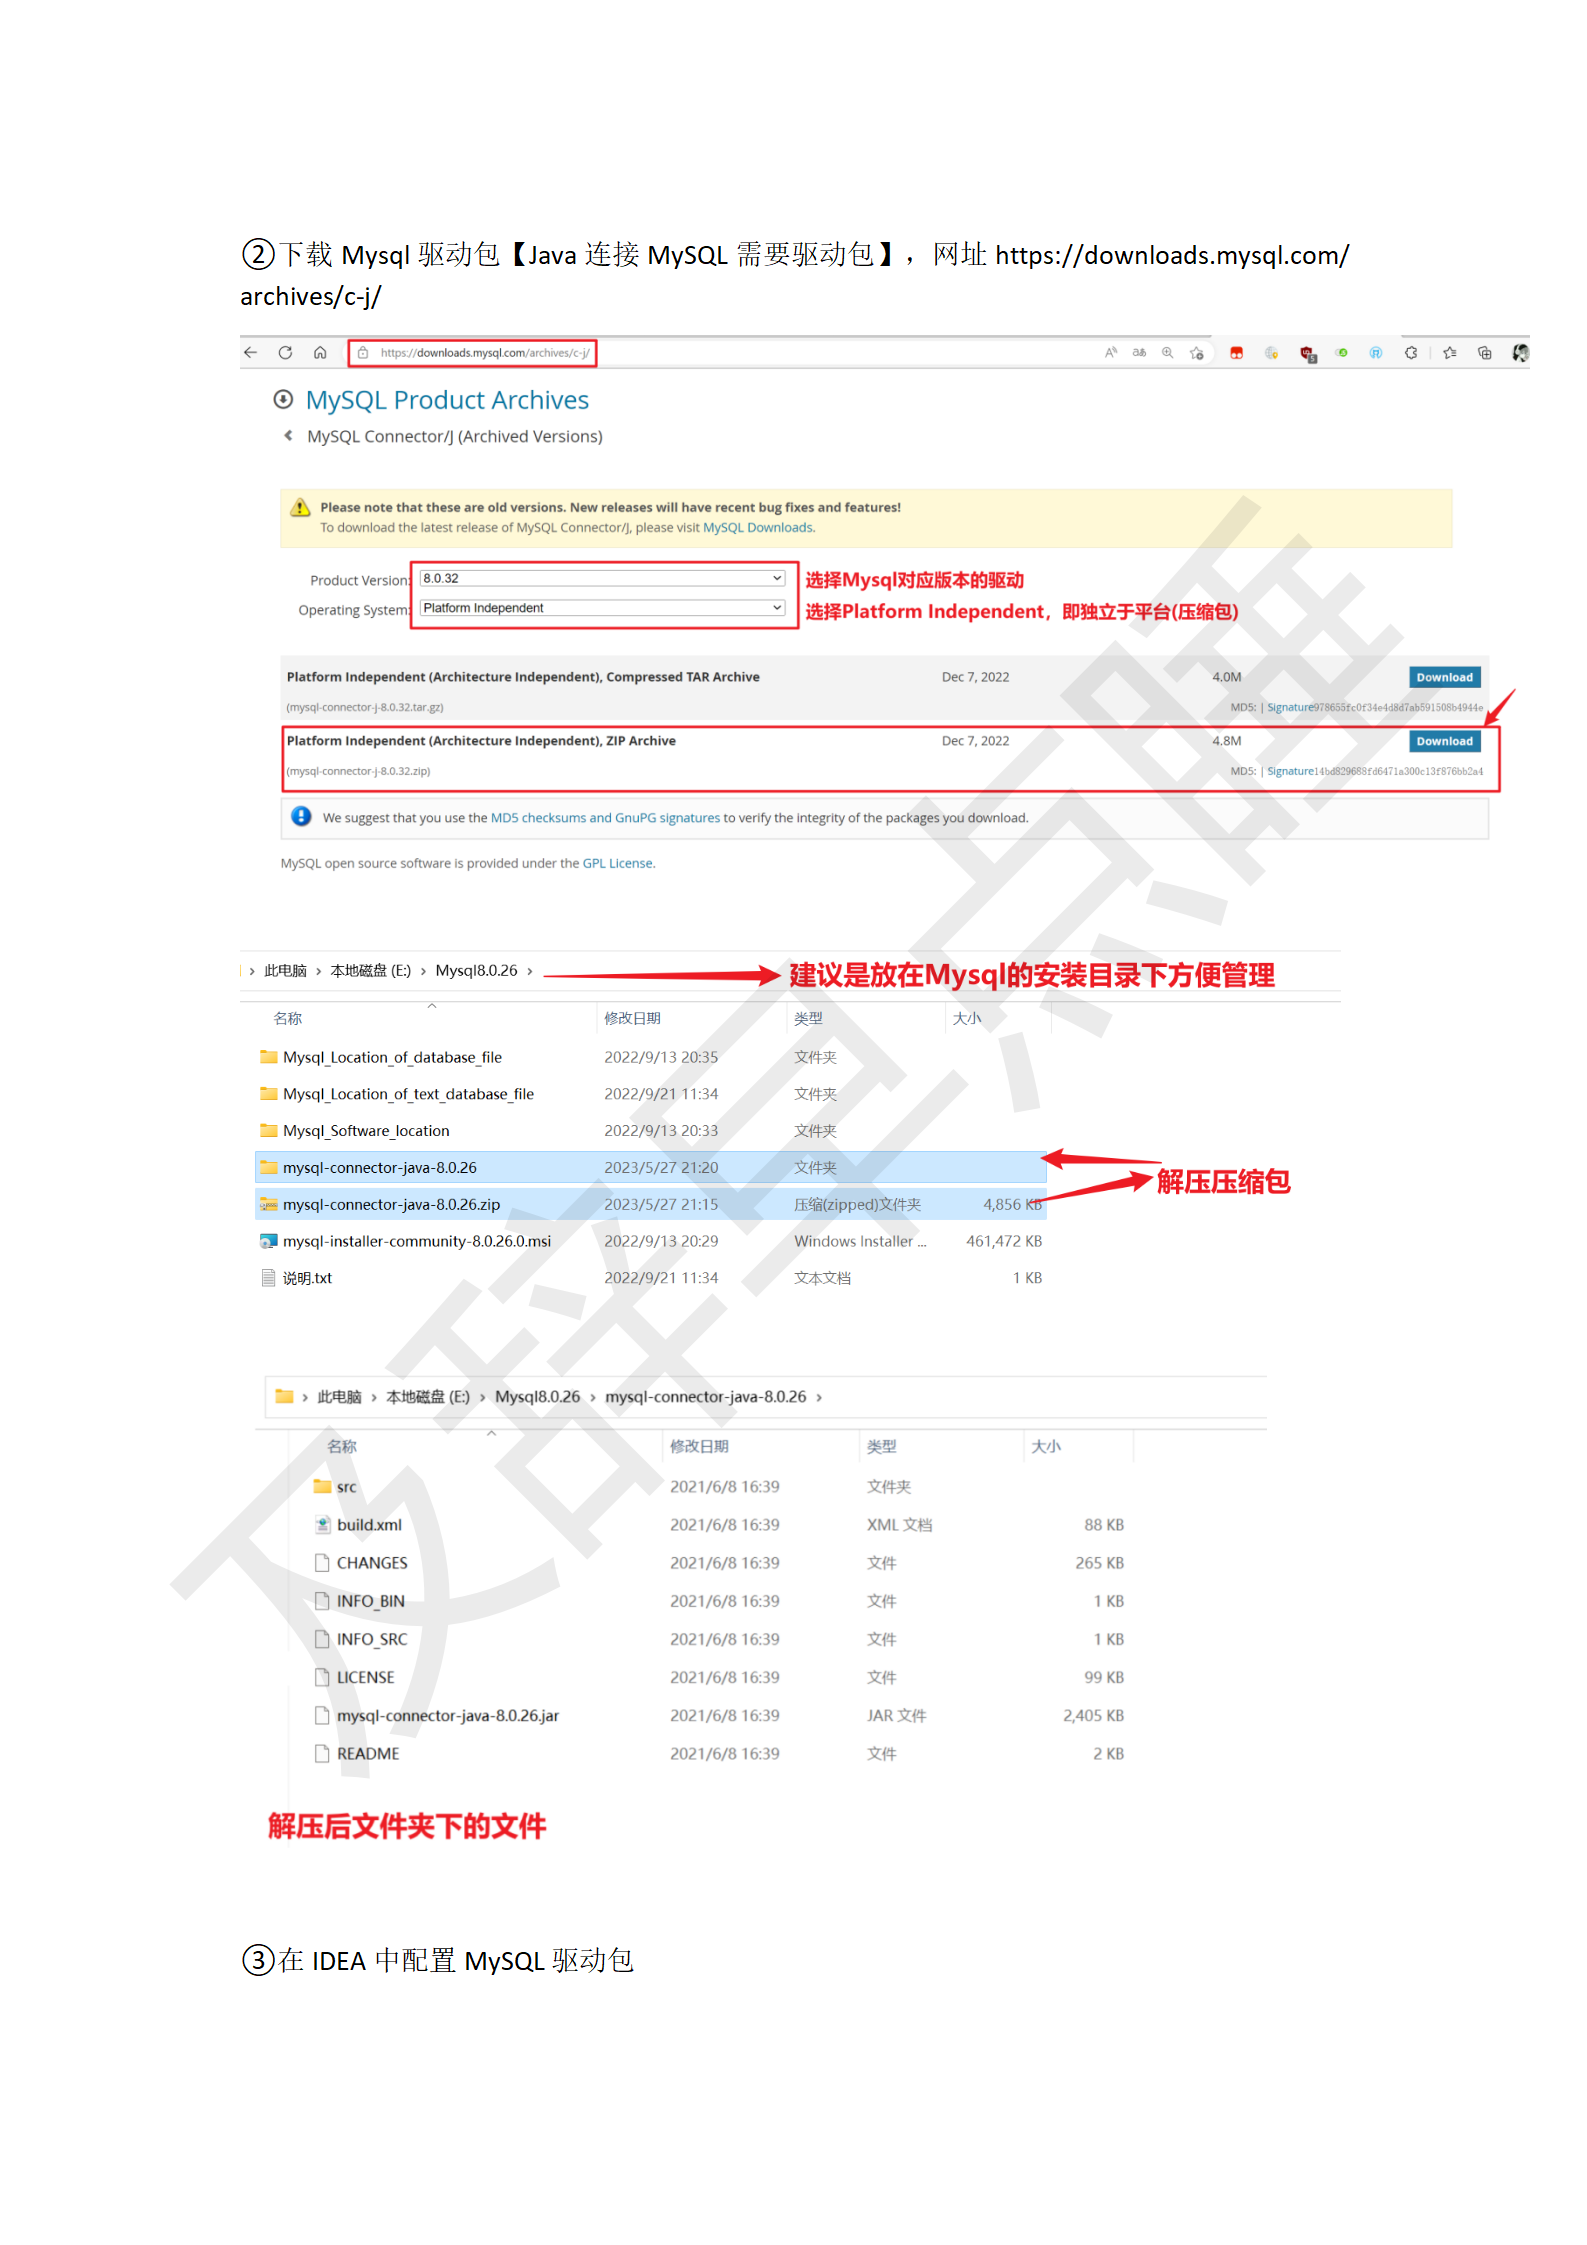 ②下载 Mysql 驱动包【Java 连接 MySQL 需要驱动包】，网址 https://downloads.mysql.com/
archives/c-j/
https://downloads.mysql.com/archives/c-j/
MySQL Product Archives
MySQL Connector/J (Archived Versions)
Please note that these are old versions. New releases will have recent bug fixes and features!
To download the latest release of MySQL Connector/J, please visit MySQL Downloads.
Product Version: 8.0.32 选择Mysql对应版本的驱动
Operating System: Platform Independent 选择Platform Independent，即独立于平台(压缩包)
Platform Independent (Architecture Independent), Compressed TAR Archive Dec 7, 2022 4.0M Download
(mysql-connector-j-8.0.32.tar.gz) MD5: | Signature978655fc0f34e4d8d7ab591508b4944e
Platform Independent (Architecture Independent), ZIP Archive Dec 7, 2022 4.8M Download
(mysql-connector-j-8.0.32.zip) MD5: | Signature14bd829688fd6471a300c13f876bb2a4
We suggest that you use the MD5 checksums and GnuPG signatures to verify the integrity of the packages you download.
MySQL open source software is provided under the GPL License.
此电脑 > 本地磁盘 (E:) > Mysql8.0.26 > 建议是放在Mysql的安装目录下方便管理
名称 修改日期 类型 大小
Mysql_Location_of_database_file 2022/9/13 20:35 文件夹
Mysql_Location_of_text_database_file 2022/9/21 11:34 文件夹
Mysql_Software_location 2022/9/13 20:33 文件夹
mysql-connector-java-8.0.26 2023/5/27 21:20 文件夹
解压压缩包
mysql-connector-java-8.0.26.zip 2023/5/27 21:15 压缩(zipped)文件夹 4,856 KB
mysql-installer-community-8.0.26.0.msi 2022/9/13 20:29 Windows Installer ... 461,472 KB
说明.txt 2022/9/21 11:34 文本文档 1 KB
此电脑 > 本地磁盘 (E:) > Mysql8.0.26 > mysql-connector-java-8.0.26 >
名称 修改日期 类型 大小
src 2021/6/8 16:39 文件夹
build.xml 2021/6/8 16:39 XML 文档 88 KB
CHANGES 2021/6/8 16:39 文件 265 KB
INFO_BIN 2021/6/8 16:39 文件 1 KB
INFO_SRC 2021/6/8 16:39 文件 1 KB
LICENSE 2021/6/8 16:39 文件 99 KB
mysql-connector-java-8.0.26.jar 2021/6/8 16:39 JAR 文件 2,405 KB
README 2021/6/8 16:39 文件 2 KB
解压后文件夹下的文件
③在 IDEA 中配置 MySQL 驱动包
及辞早点睡